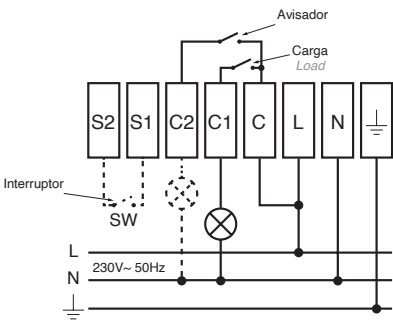 Avisador
Carga
Load
S2 S1 C2 C1 C L N
Interruptor
SW
L
230V~ 50Hz
N